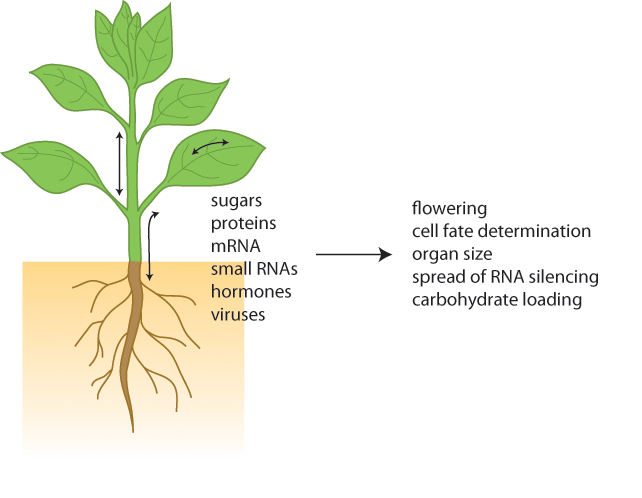 sugars
proteins
mRNA
small RNAs
hormones
viruses
flowering
cell fate determination
organ size
spread of RNA silencing
carbohydrate loading